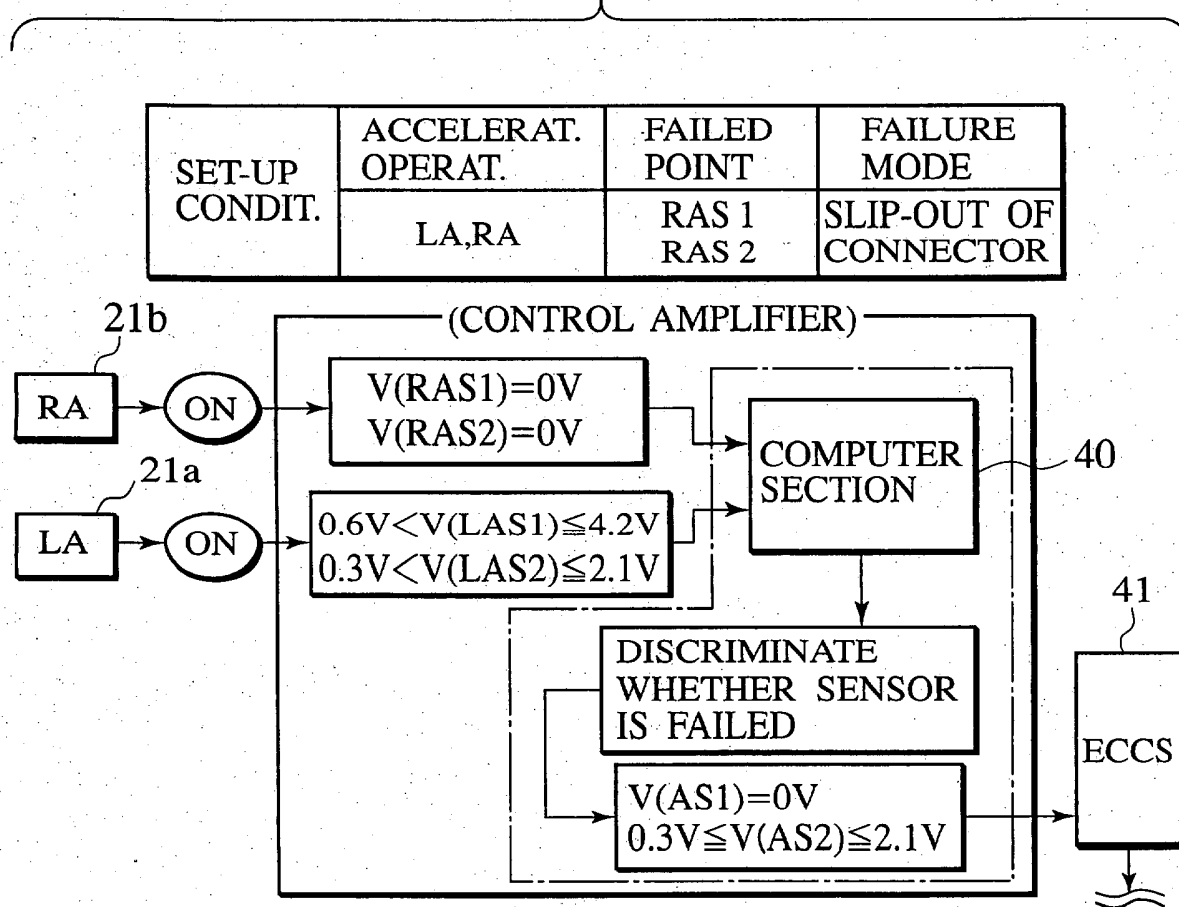 SET-UP
CONDIT.
ACCELERAT.
OPERAT.
FAILED
POINT
FAILURE
MODE
LA,RA
RAS 1
RAS 2
SLIP-OUT OF
CONNECTOR
(CONTROL AMPLIFIER)
21b
RA
ON
V(RAS1)=0V
V(RAS2)=0V
COMPUTER
SECTION
40
21a
LA
ON
0.6V<V(LAS1)≦4.2V
0.3V<V(LAS2)≦2.1V
DISCRIMINATE
WHETHER SENSOR
IS FAILED
41
ECCS
V(AS1)=0V
0.3V≦V(AS2)≦2.1V